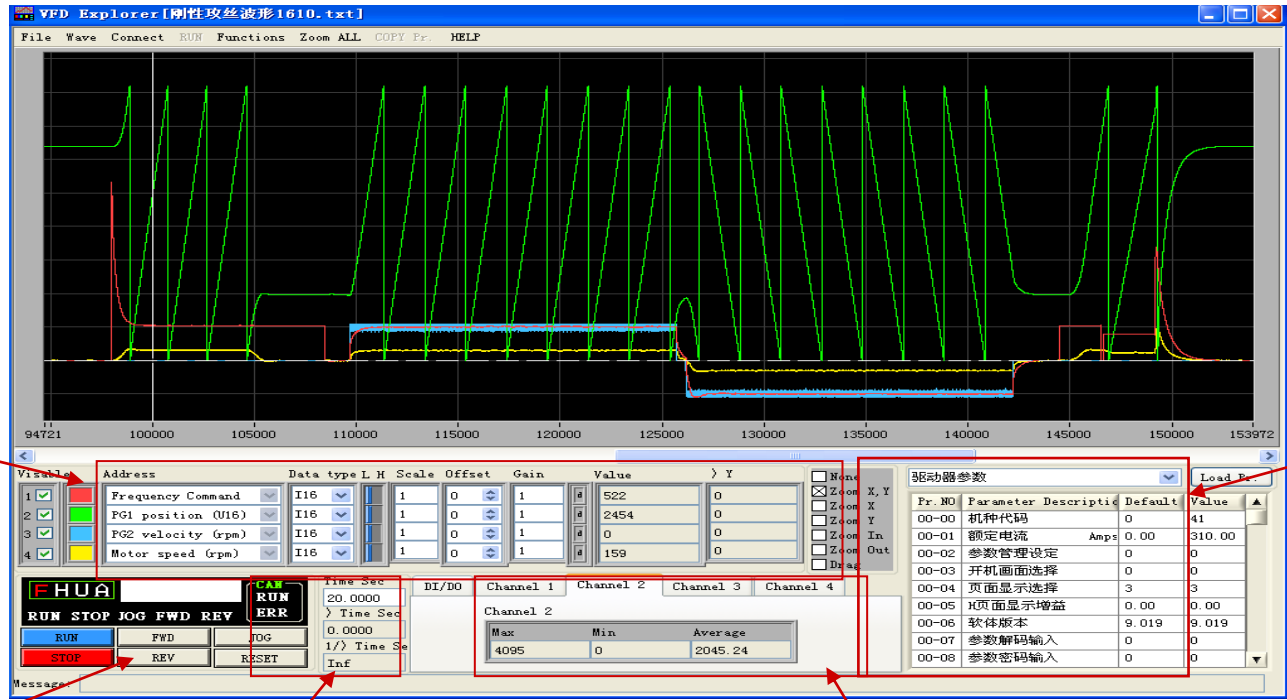 VFD Explorer[刚性攻丝波形1610.txt]
File Wave Connect RUN Functions Zoom ALL COPY Pr. HELP
94721 100000 105000 110000 115000 120000 125000 130000 135000 140000 145000 150000 153972
Visable Address Data type L H Scale Offset Gain Value > Y
1 Frequency Command I16 1 0 1 a 522 0
2 PG1 position (U16) I16 1 0 1 a 2454 0
3 PG2 velocity (rpm) I16 1 0 1 a 0 0
4 Motor speed (rpm) I16 1 0 1 a 159 0
None
Zoom X,Y
Zoom X
Zoom Y
Zoom In
Zoom Out
Drag
驱动器参数 Load Pr.
Pr. NO Parameter Descriptio Default Value
00-00 机种代码 0 41
00-01 额定电流 Amps 0.00 310.00
00-02 参数管理设定 0 0
00-03 开机画面选择 0 0
00-04 页面显示选择 3 3
00-05 H页面显示增益 0.00 0.00
00-06 软体版本 9.019 9.019
00-07 参数解码输入 0 0
00-08 参数密码输入 0 0
FHUA
CAN
RUN
ERR
RUN STOP JOG FWD REV
RUN FWD JOG
STOP REV RESET
Time Sec
20.0000
> Time Sec
0.0000
1/> Time Se
Inf
DI/DO Channel 1 Channel 2 Channel 3 Channel 4
Channel 2
Max Min Average
4095 0 2045.24
Message: